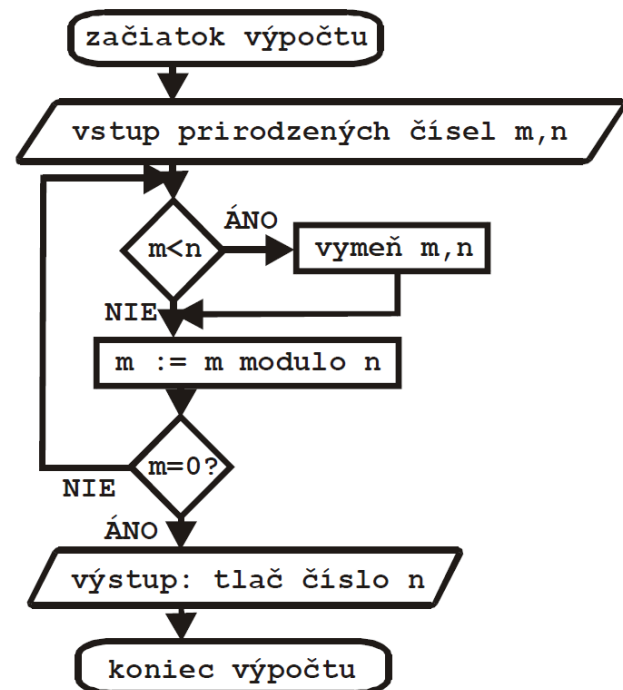 začiatok výpočtu
vstup prirodzených čísel m,n
m<n
ÁNO
vymeň m,n
NIE
m := m modulo n
m=0?
NIE
ÁNO
výstup: tlač číslo n
koniec výpočtu